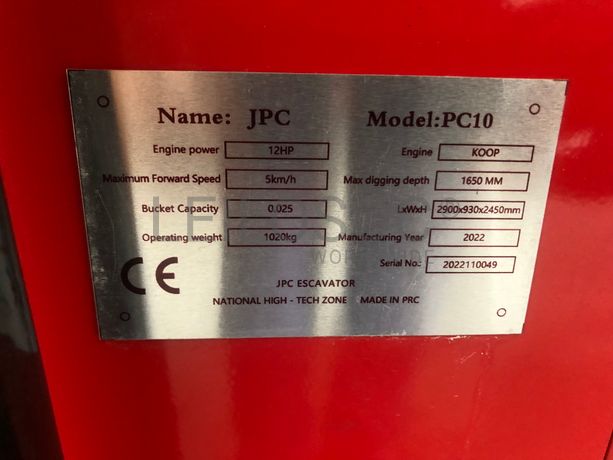 Name: JPC Model:PC10
Engine power 12HP Engine KOOP
Maximum Forward Speed 5km/h Max digging depth 1650 MM
Bucket Capacity 0.025 LxWxH 2900x930x2450mm
Operating weight 1020kg Manufacturing Year 2022
Serial No.: 2022110049
CE
JPC ESCAVATOR
NATIONAL HIGH - TECH ZONE MADE IN PRC